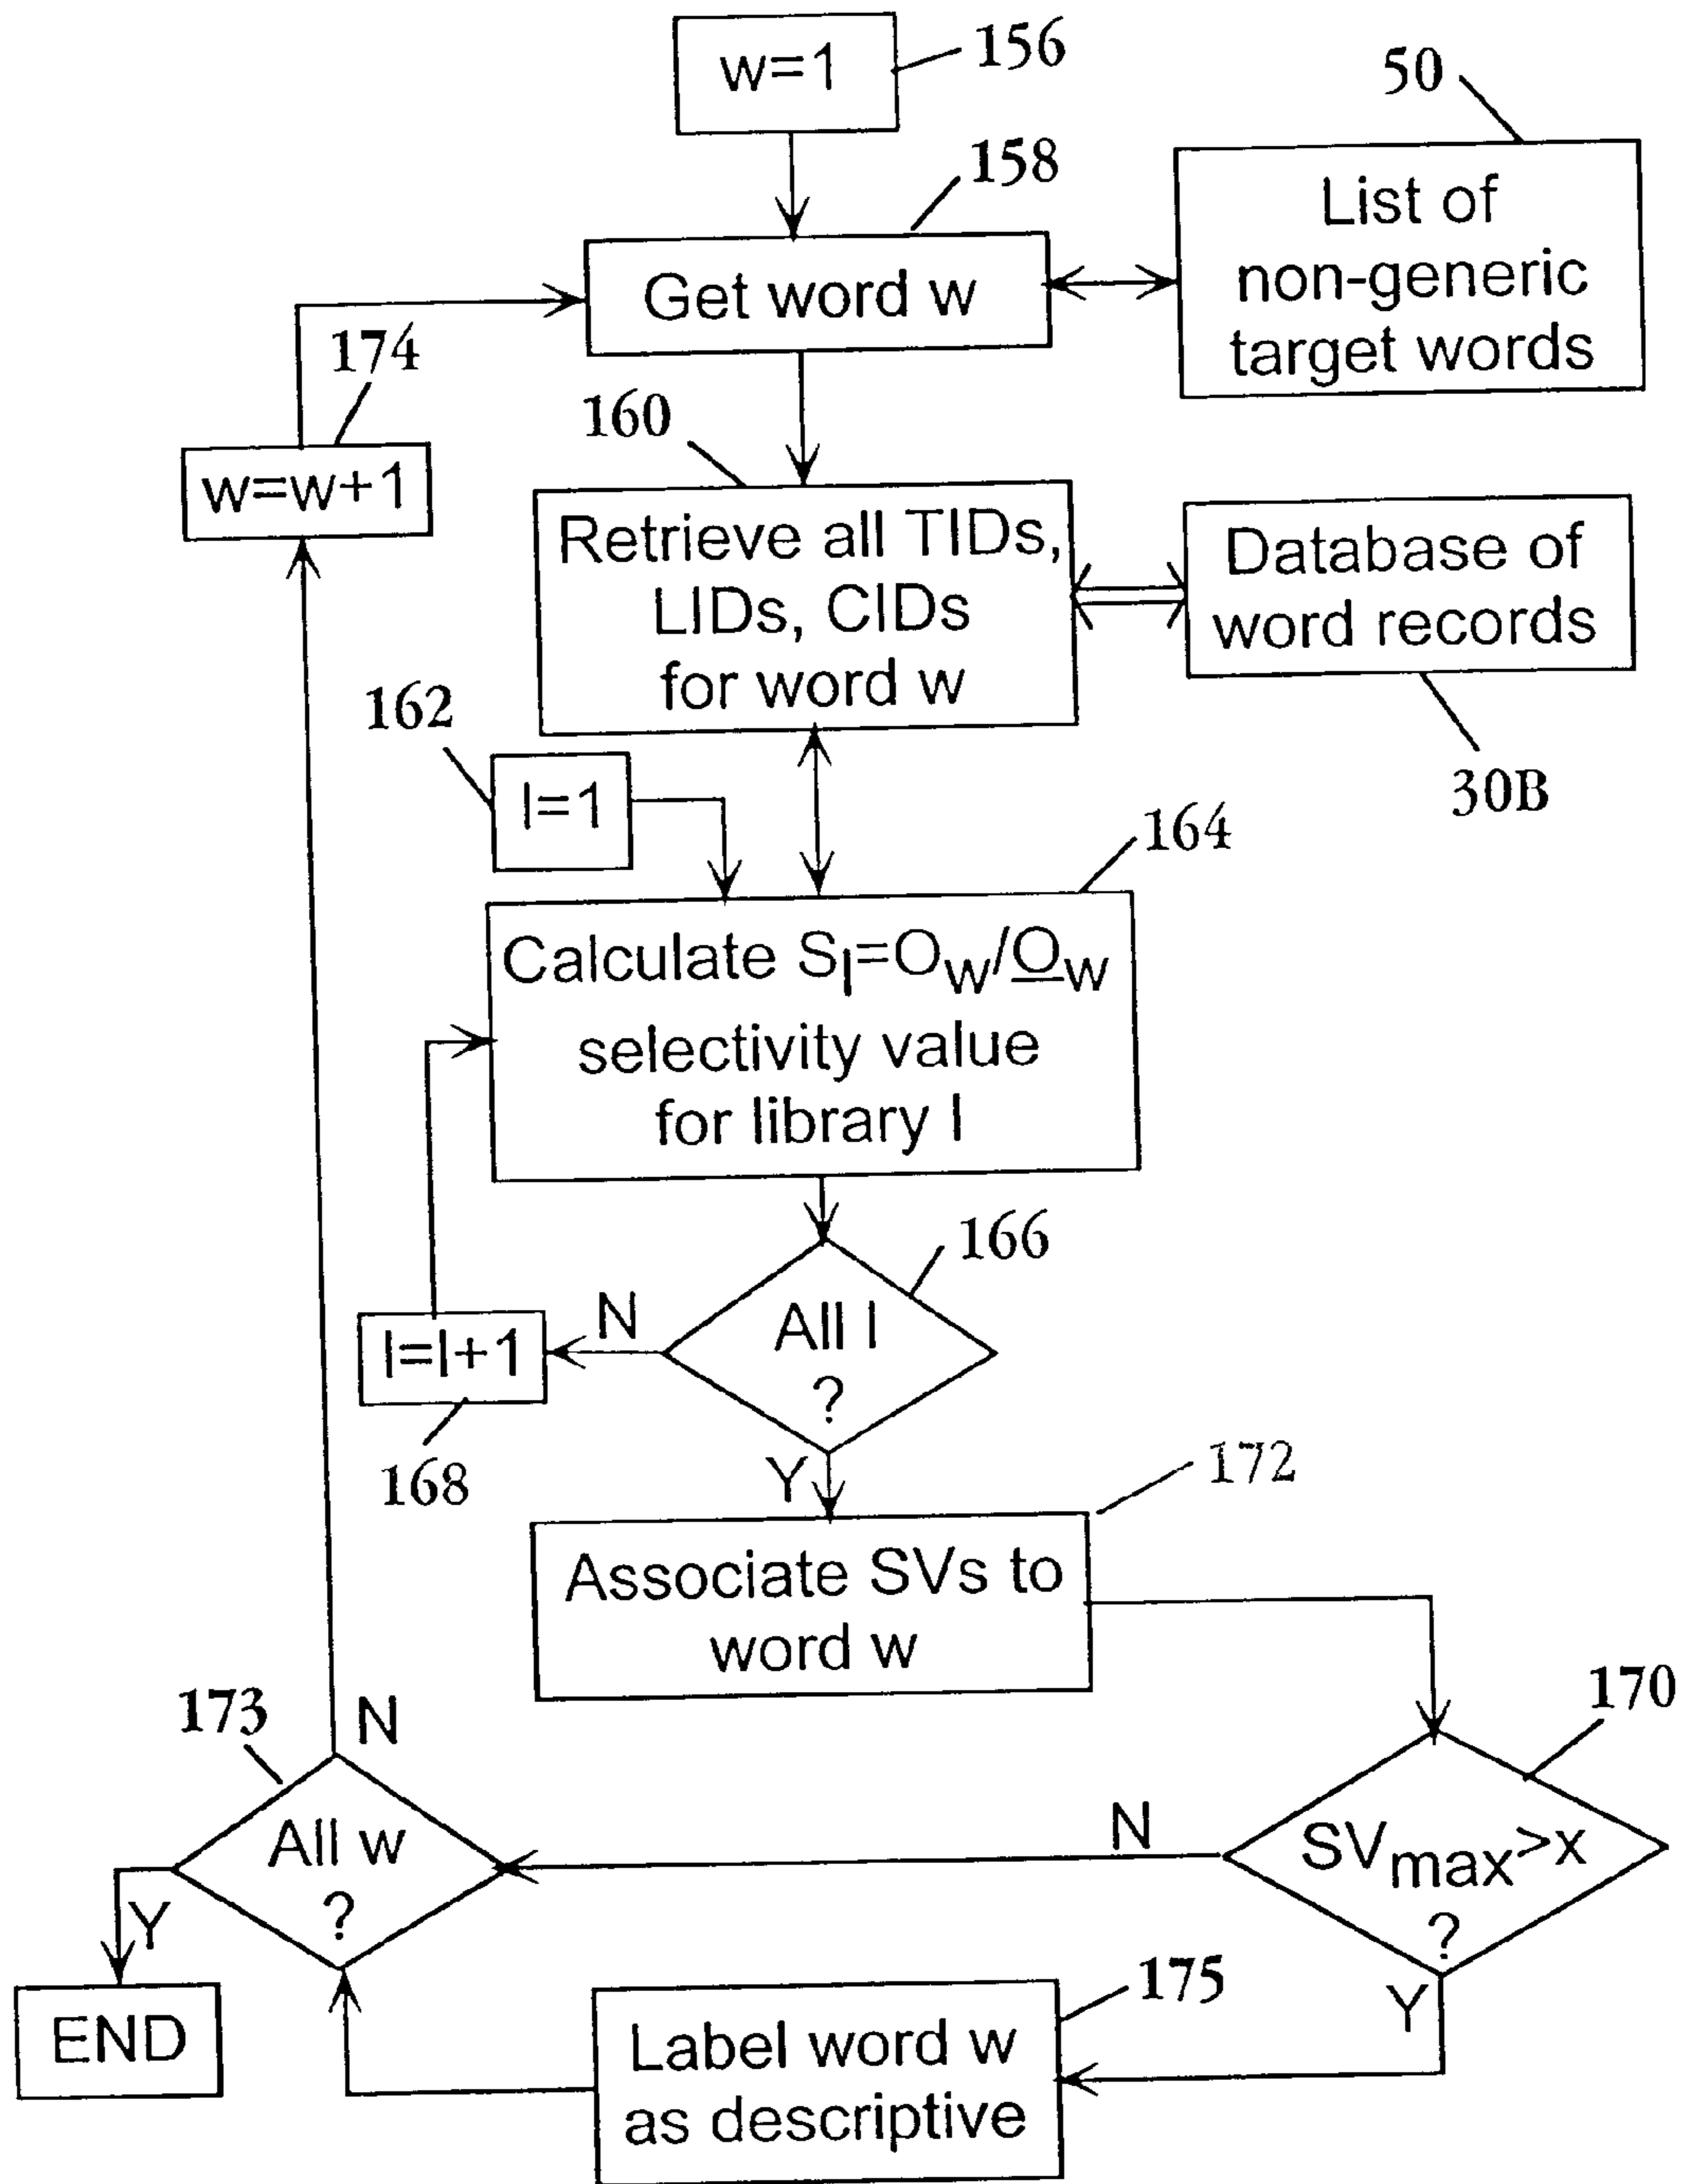 w=1
156
50
158
List of
non-generic
target words
Get word w
174
160
w=w+1
Retrieve all TIDs,
LIDs, CIDs
for word w
Database of
word records
162
30B
l=1
164
Calculate Sl=Ow/Ow
selectivity value
for library l
166
All l
?
N
l=l+1
168
Y
172
Associate SVs to
word w
173
N
170
All w
?
N
SVmax>x
?
Y
Y
175
END
Label word w
as descriptive